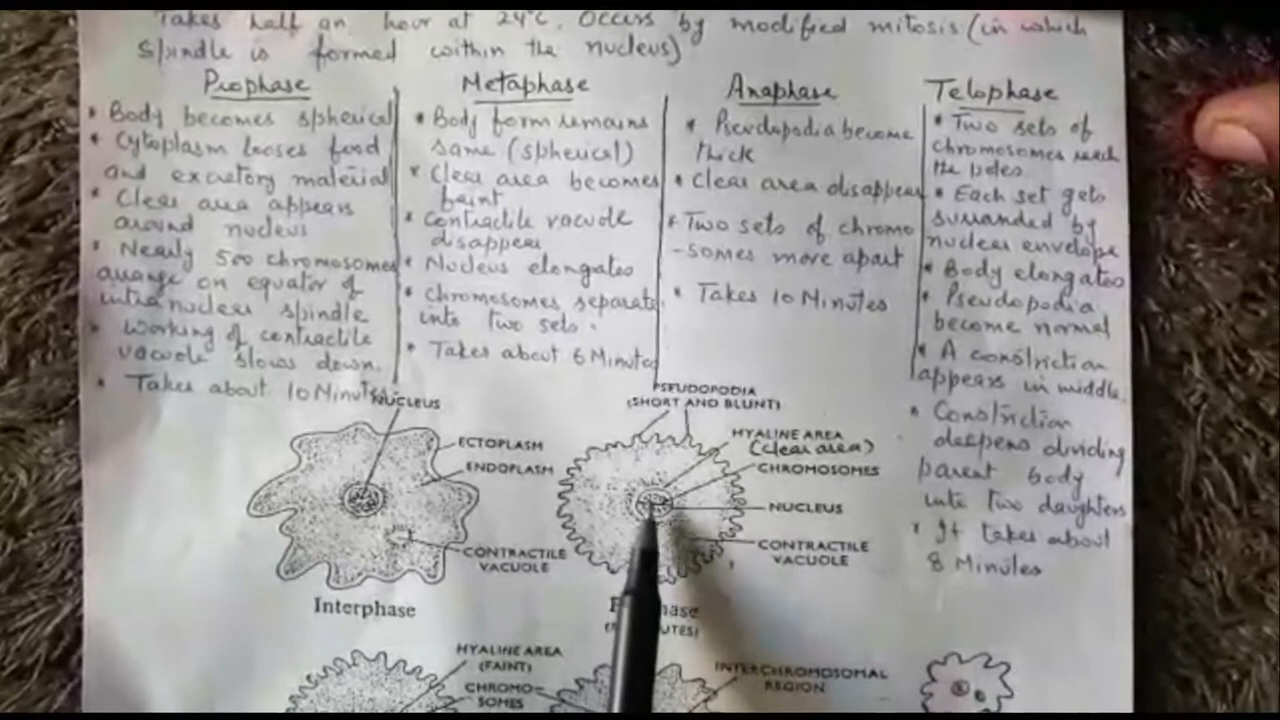 Takes half an hour at 24°C. Occurs by modified mitosis (in which
Spindle is formed within the nucleus)
Prophase
• Body becomes spherical
• Cytoplasm looses food
and excretory material
• Clear area appears
around nucleus
• Nearly 500 chromosomes
arrange on equator of
intra nuclear spindle
• Working of contractile
vacuole slows down.
• Takes about 10 Minutes
Metaphase
• Body form remains
same (spherical)
• Clear area becomes
faint
• Contractile vacuole
disappear
• Nucleus elongates
• Chromosomes separate
into two sets.
• Takes about 6 Minutes
Anaphase
• Pseudopodia become
thick
• Clear area disappear
• Two sets of chromo
-somes move apart
• Takes 10 Minutes
Telophase
• Two sets of
chromosomes reach
the poles
• Each set gets
surranded by
nuclear envelope
• Body elongates
• Pseudopodia
become normal
• A constriction
appears in middle.
• Constriction
deepens dividing
parent body
into two daughters
• It takes about
8 Minutes
NUCLEUS
ECTOPLASM
ENDOPLASM
CONTRACTILE
VACUOLE
Interphase
PSEUDOPODIA
(SHORT AND BLUNT)
HYALINE AREA
(clear area)
CHROMOSOMES
NUCLEUS
CONTRACTILE
VACUOLE
HYALINE AREA
(FAINT)
CHROMO-
SOMES
INTERCHROMOSOMAL
REGION